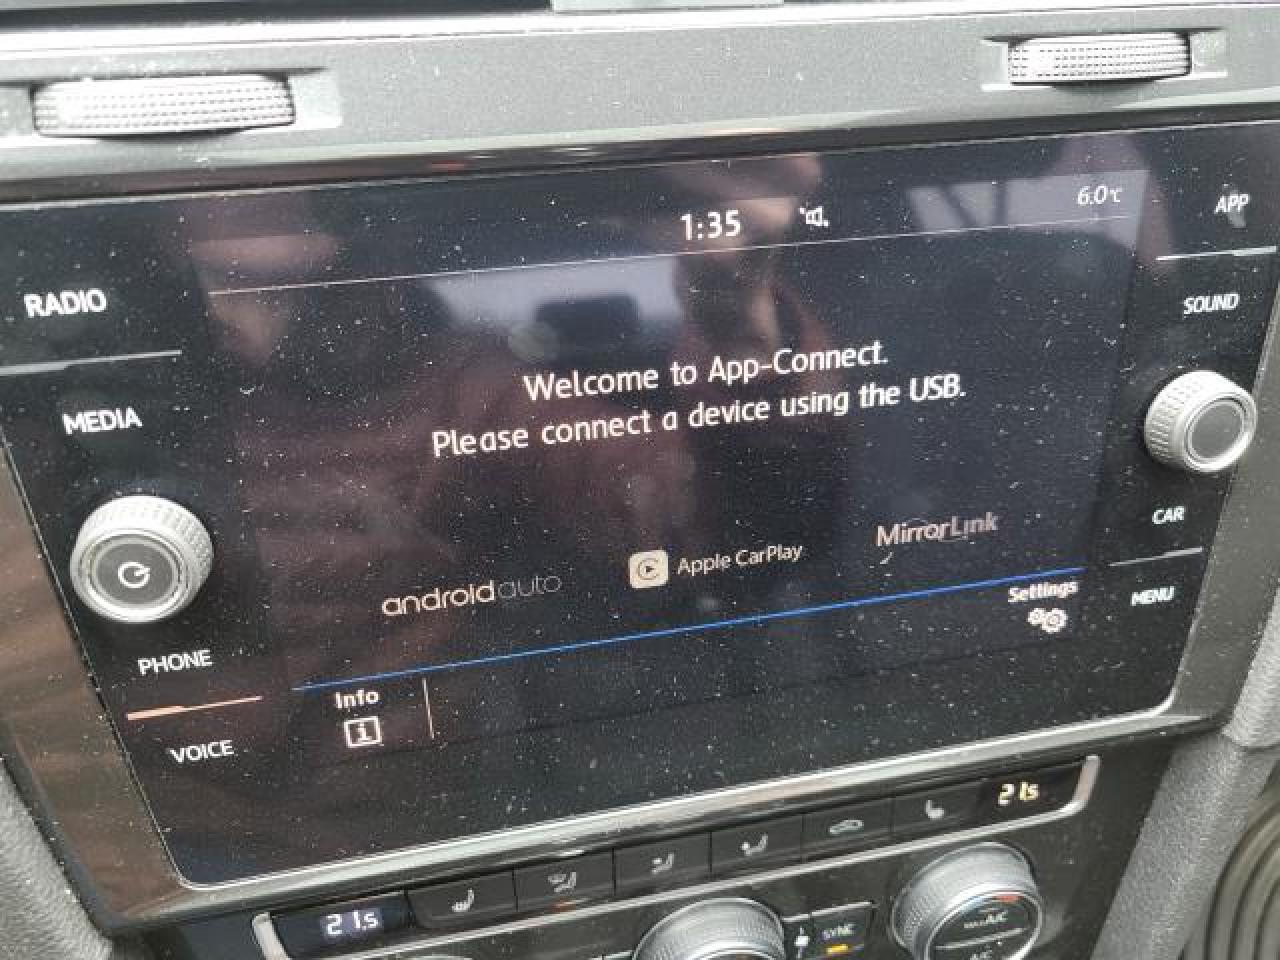 1:35
6.0°C
APP
RADIO
SOUND
MEDIA
Welcome to App-Connect.
Please connect a device using the USB.
CAR
MirrorLink
Apple CarPlay
androidauto
Settings
MENU
PHONE
Info
i
VOICE
21.5
21.5
SYNC
MAX A/C
A/C